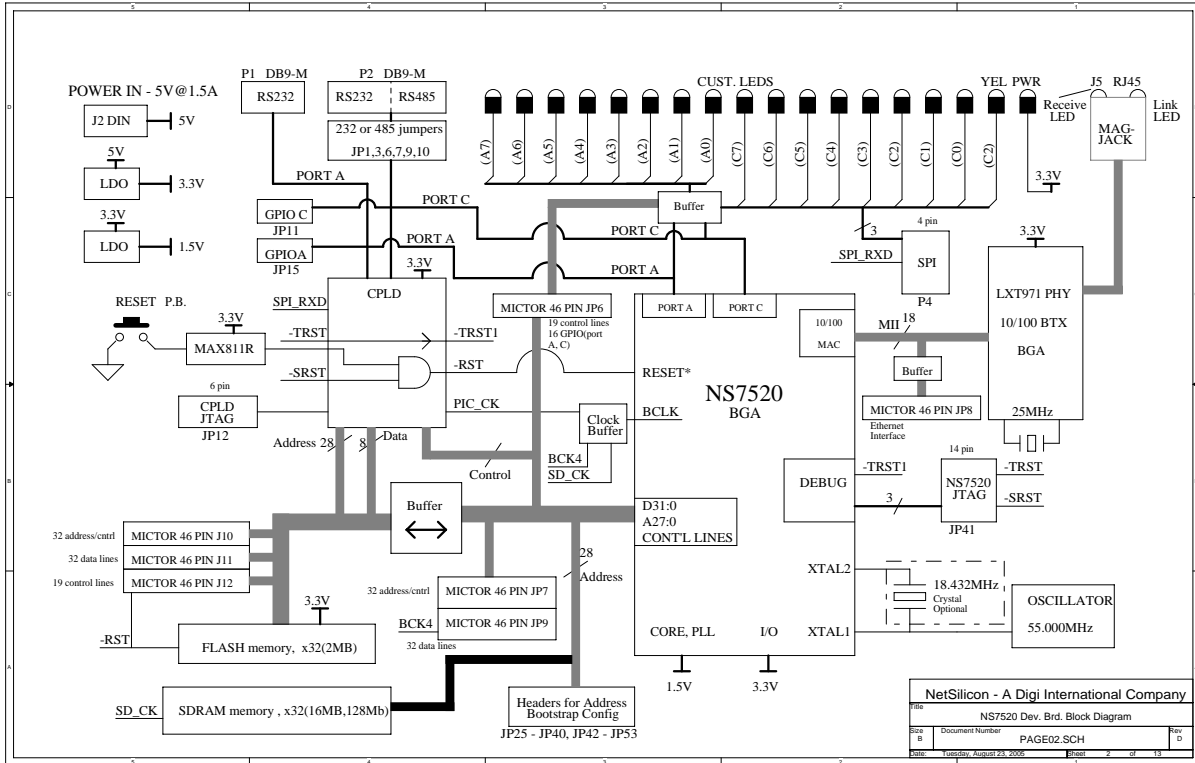 5
4
3
2
1
D
C
B
A
POWER IN - 5V@1.5A
J2 DIN
5V
5V
LDO
3.3V
3.3V
LDO
1.5V
P1 DB9-M
RS232
P2 DB9-M
RS232
RS485
232 or 485 jumpers
JP1,3,6,7,9,10
PORT A
CUST. LEDS
YEL
PWR
(A7)
(A6)
(A5)
(A4)
(A3)
(A2)
(A1)
(A0)
(C7)
(C6)
(C5)
(C4)
(C3)
(C2)
(C1)
(C0)
(C2)
3.3V
Receive
LED
J5 RJ45
Link
LED
MAG-
JACK
GPIO C
JP11
PORT C
GPIOA
JP15
PORT A
Buffer
PORT C
PORT A
3
4 pin
SPI_RXD
SPI
P4
3.3V
LXT971 PHY
10/100 BTX
BGA
25MHz
3.3V
CPLD
SPI_RXD
-TRST
-TRST1
-SRST
-RST
PIC_CK
RESET P.B.
3.3V
MAX811R
6 pin
CPLD
JTAG
JP12
Address
28
8
Data
Control
MICTOR 46 PIN JP6
19 control lines
16 GPIO(port
A, C)
PORT A
PORT C
10/100
MAC
MII
18
Buffer
MICTOR 46 PIN JP8
Ethernet
Interface
RESET*
NS7520
BGA
BCLK
Clock
Buffer
BCK4
SD_CK
DEBUG
-TRST1
3
14 pin
NS7520
JTAG
JP41
-TRST
-SRST
Buffer
D31:0
A27:0
CONT'L LINES
32 address/cntrl
MICTOR 46 PIN J10
32 data lines
MICTOR 46 PIN J11
19 control lines
MICTOR 46 PIN J12
-RST
3.3V
FLASH memory, x32(2MB)
32 address/cntrl
MICTOR 46 PIN JP7
BCK4
MICTOR 46 PIN JP9
32 data lines
28
Address
XTAL2
XTAL1
18.432MHz
Crystal
Optional
OSCILLATOR
55.000MHz
CORE, PLL
I/O
1.5V
3.3V
SD_CK
SDRAM memory , x32(16MB,128Mb)
Headers for Address
Bootstrap Config
JP25 - JP40, JP42 - JP53
NetSilicon - A Digi International Company
Title
NS7520 Dev. Brd. Block Diagram
Size
B
Document Number
PAGE02.SCH
Rev
D
Date:
Tuesday, August 23, 2005
Sheet
2
of
13
5
4
3
2
1